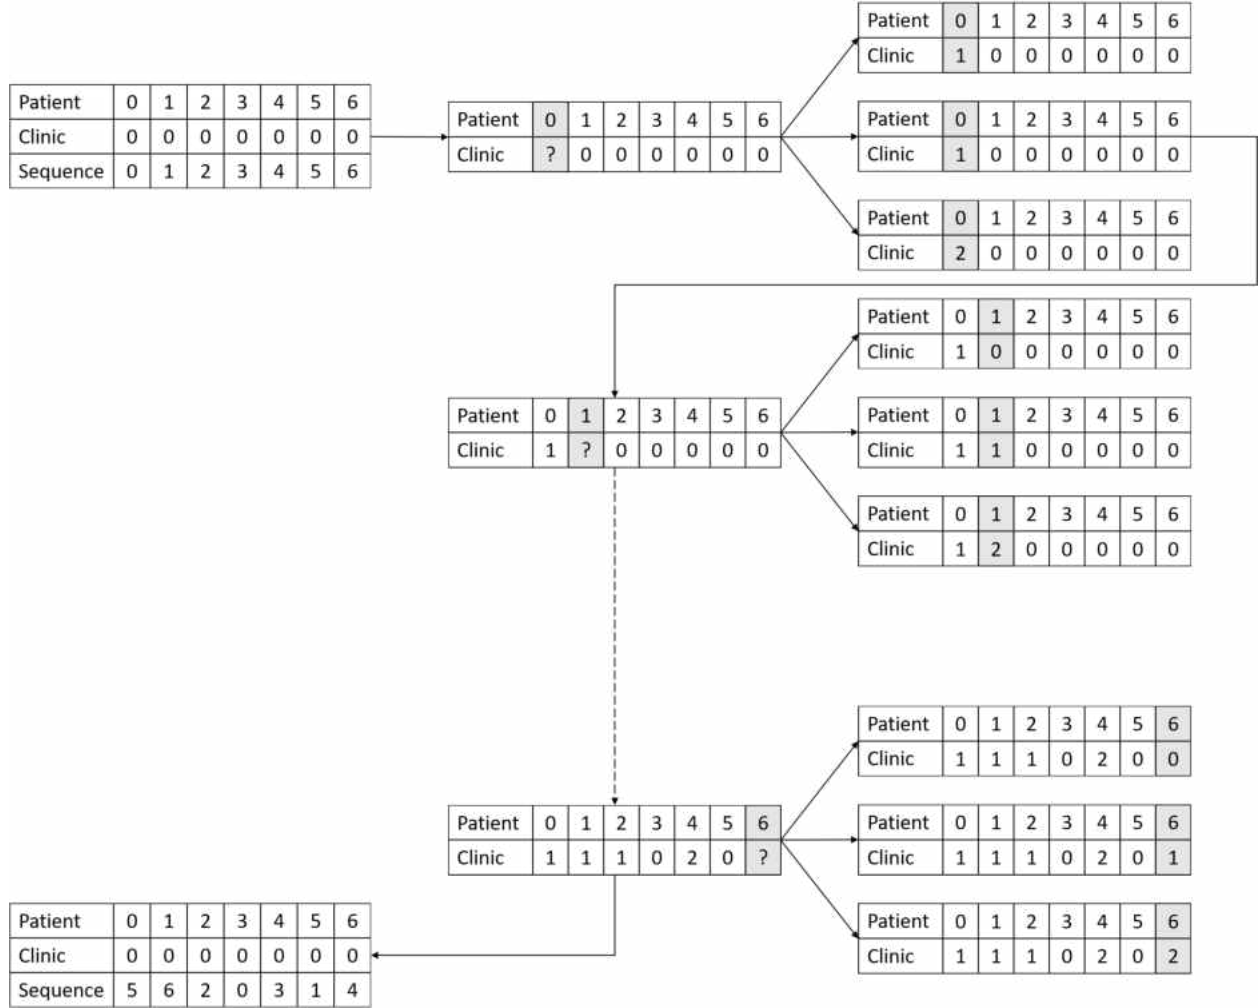 Patient 0 1 2 3 4 5 6
Clinic 1 0 0 0 0 0 0
Patient 0 1 2 3 4 5 6
Clinic 0 0 0 0 0 0 0
Sequence 0 1 2 3 4 5 6
Patient 0 1 2 3 4 5 6
Clinic ? 0 0 0 0 0 0
Patient 0 1 2 3 4 5 6
Clinic 1 0 0 0 0 0 0
Patient 0 1 2 3 4 5 6
Clinic 2 0 0 0 0 0 0
Patient 0 1 2 3 4 5 6
Clinic 1 0 0 0 0 0 0
Patient 0 1 2 3 4 5 6
Clinic 1 ? 0 0 0 0 0
Patient 0 1 2 3 4 5 6
Clinic 1 1 0 0 0 0 0
Patient 0 1 2 3 4 5 6
Clinic 1 2 0 0 0 0 0
Patient 0 1 2 3 4 5 6
Clinic 1 1 1 0 2 0 0
Patient 0 1 2 3 4 5 6
Clinic 1 1 1 0 2 0 ?
Patient 0 1 2 3 4 5 6
Clinic 1 1 1 0 2 0 1
Patient 0 1 2 3 4 5 6
Clinic 1 1 1 0 2 0 2
Patient 0 1 2 3 4 5 6
Clinic 0 0 0 0 0 0 0
Sequence 5 6 2 0 3 1 4